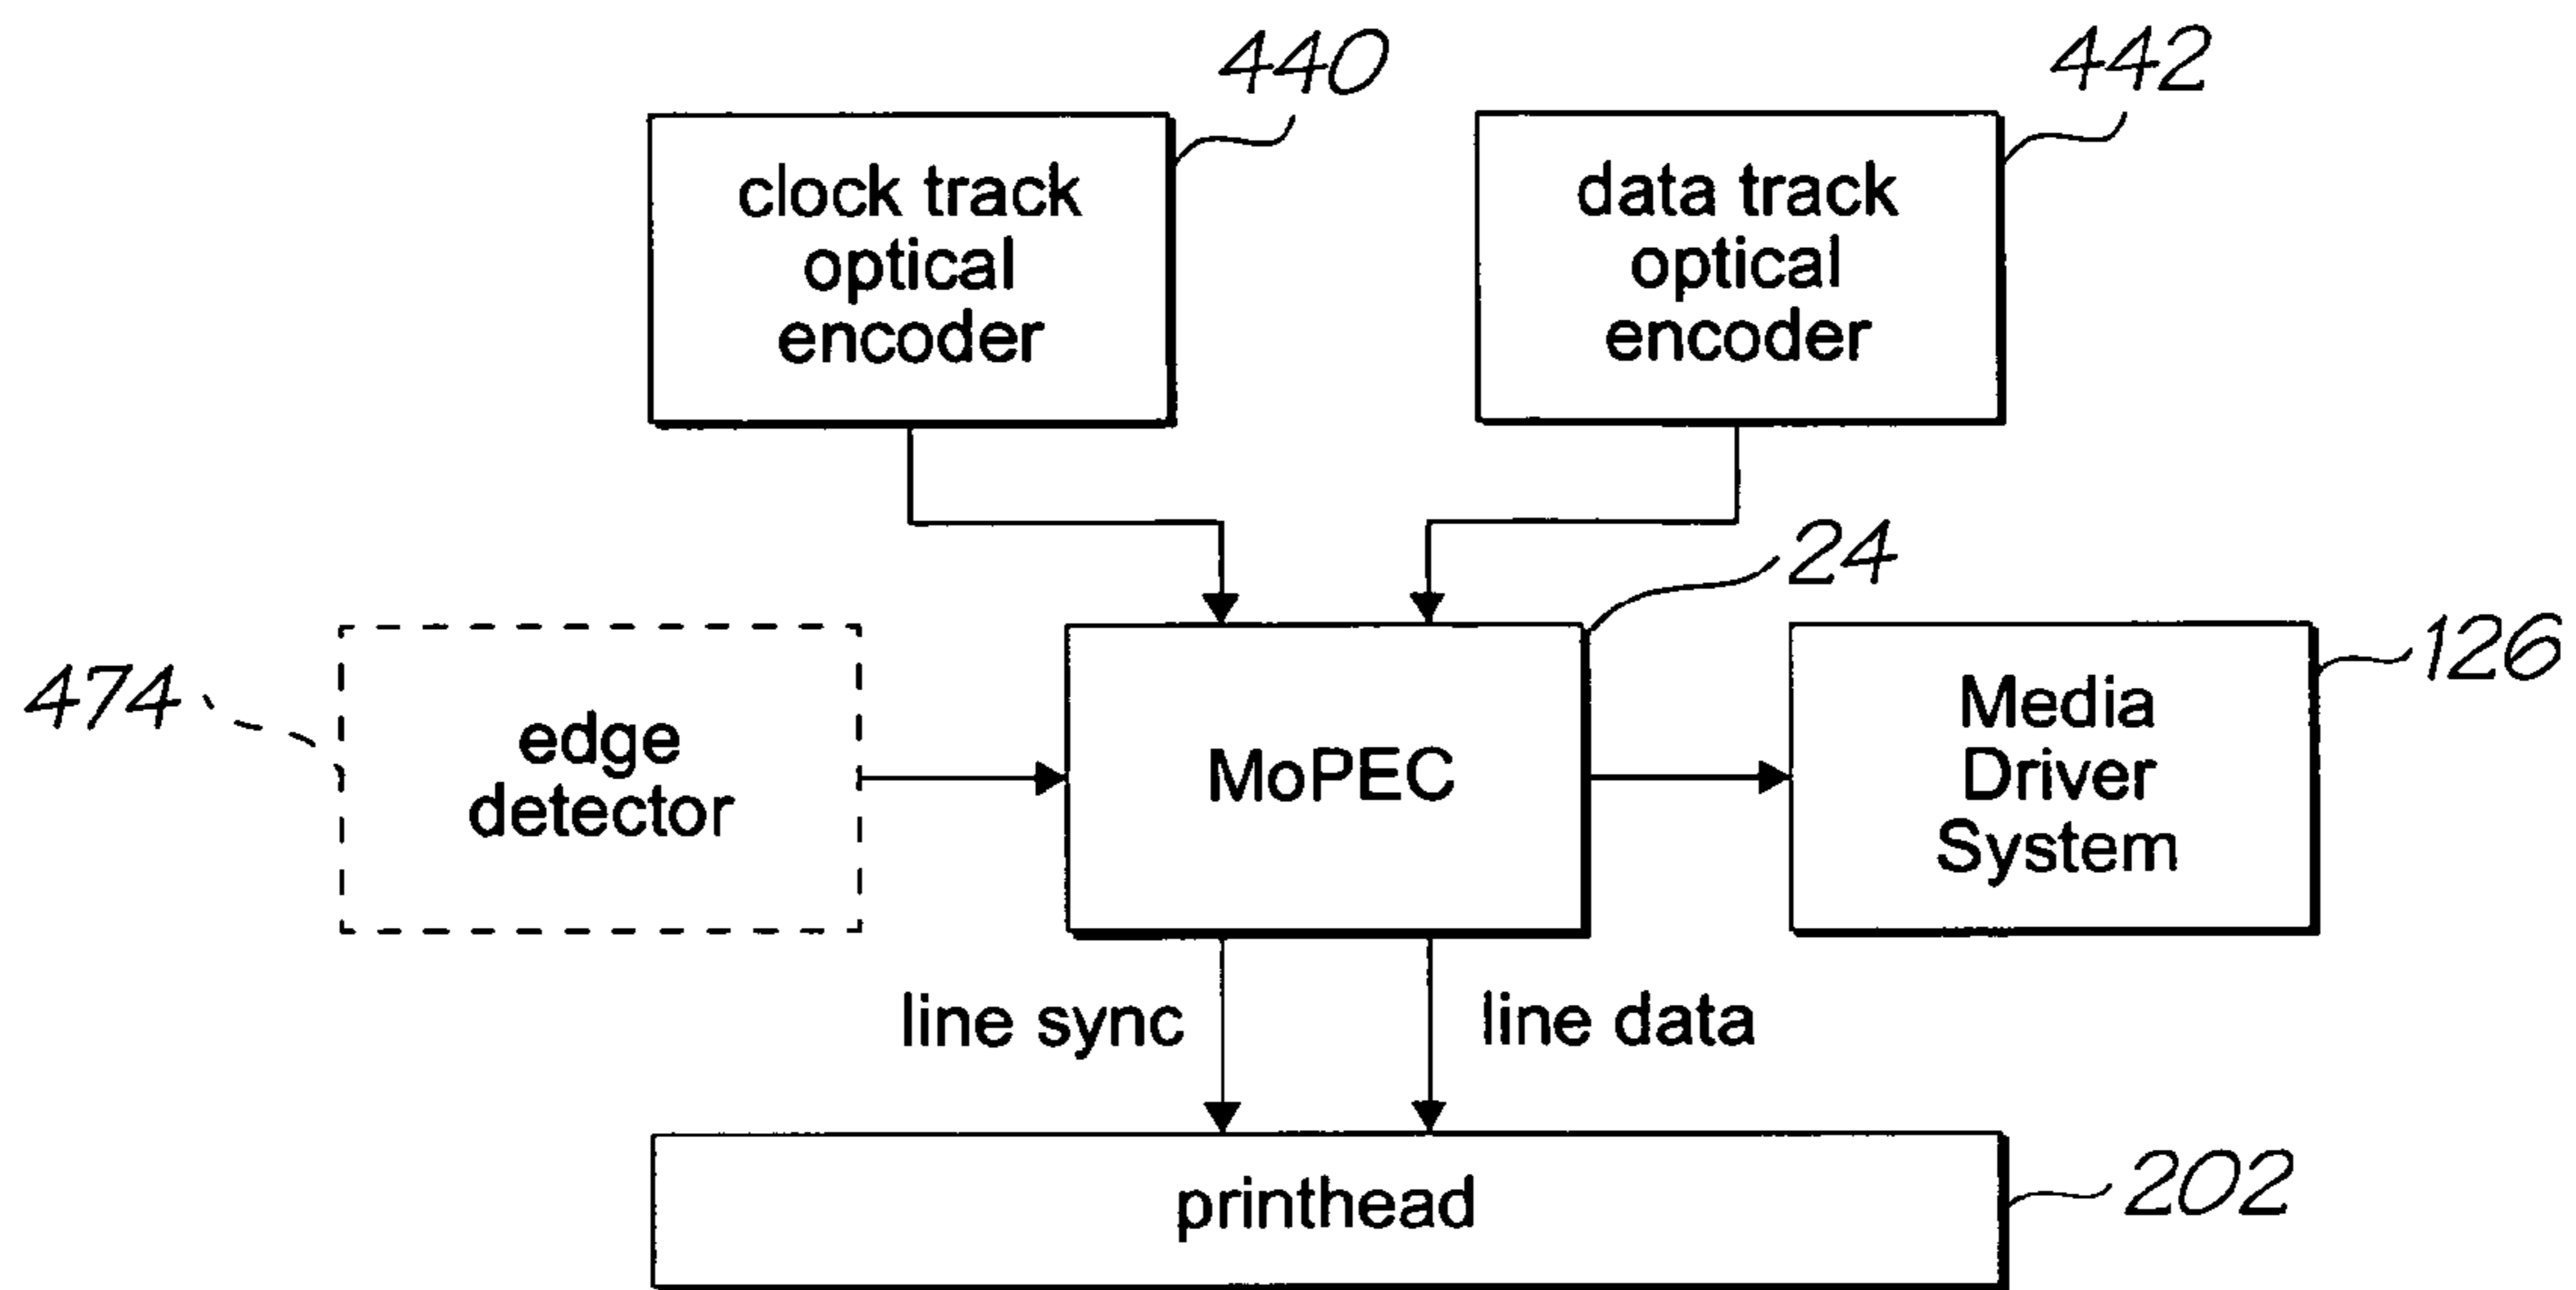 440
442
clock track
optical
encoder
data track
optical
encoder
24
474
edge
detector
MoPEC
Media
Driver
System
126
line sync
line data
printhead
202